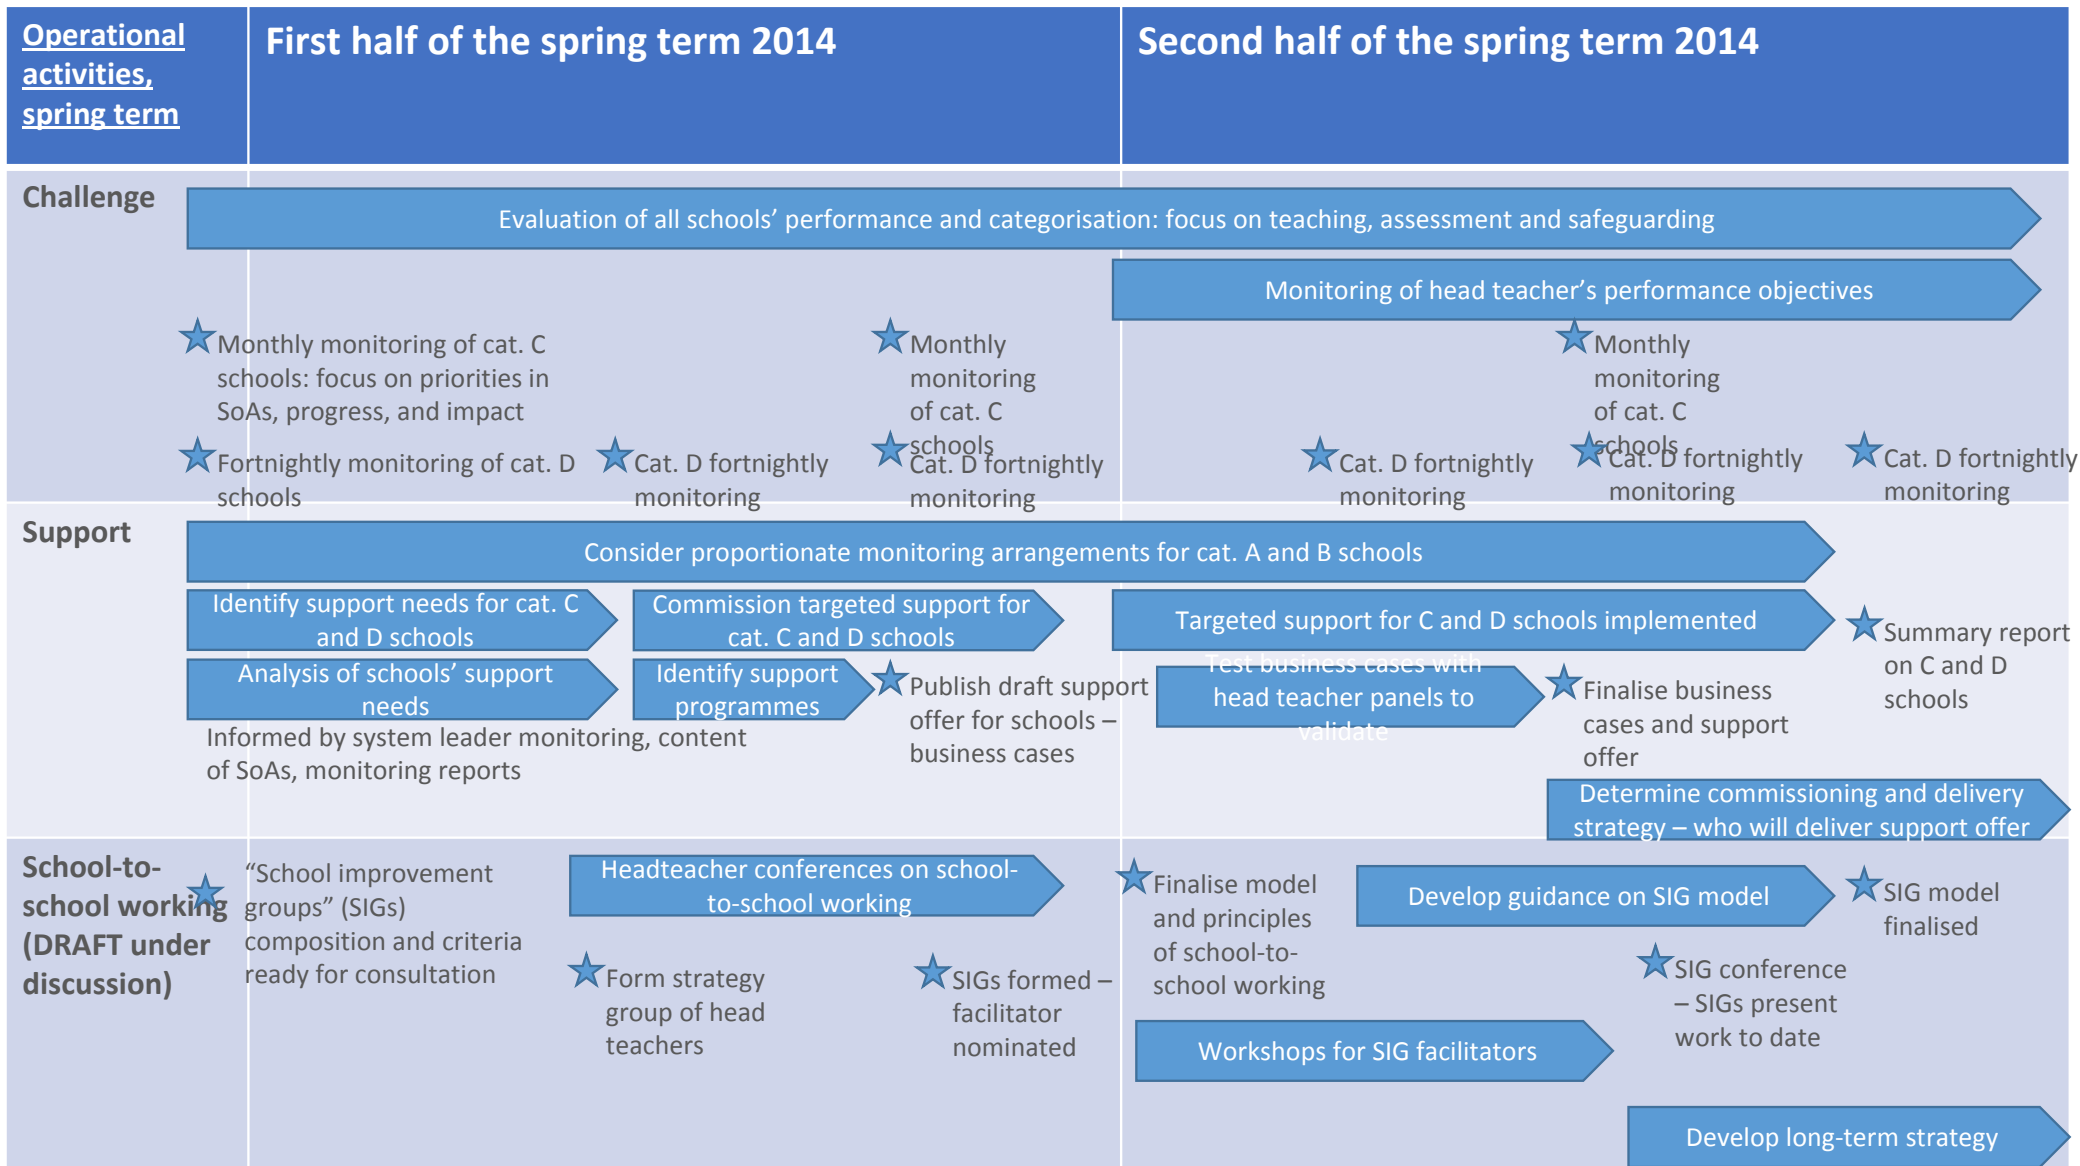 Operational
activities,
spring term
First half of the spring term 2014
Second half of the spring term 2014
Challenge
Evaluation of all schools’ performance and categorisation: focus on teaching, assessment and safeguarding
Monitoring of head teacher’s performance objectives
Monthly monitoring of cat. C
schools: focus on priorities in
SoAs, progress, and impact
Monthly
monitoring
of cat. C
schools
Monthly
monitoring
of cat. C
schools
Fortnightly monitoring of cat. D
schools
Cat. D fortnightly
monitoring
Cat. D fortnightly
monitoring
Cat. D fortnightly
monitoring
Cat. D fortnightly
monitoring
Cat. D fortnightly
monitoring
Support
Consider proportionate monitoring arrangements for cat. A and B schools
Identify support needs for cat. C
and D schools
Commission targeted support for
cat. C and D schools
Targeted support for C and D schools implemented
Summary report
on C and D
schools
Analysis of schools’ support
needs
Identify support
programmes
Publish draft support
offer for schools –
business cases
Test business cases with
head teacher panels to
validate
Finalise business
cases and support
offer
Informed by system leader monitoring, content
of SoAs, monitoring reports
Determine commissioning and delivery
strategy – who will deliver support offer
School-to-
school working
(DRAFT under
discussion)
“School improvement
groups” (SIGs)
composition and criteria
ready for consultation
Headteacher conferences on school-
to-school working
Form strategy
group of head
teachers
SIGs formed –
facilitator
nominated
Finalise model
and principles
of school-to-
school working
Develop guidance on SIG model
SIG model
finalised
SIG conference
– SIGs present
work to date
Workshops for SIG facilitators
Develop long-term strategy